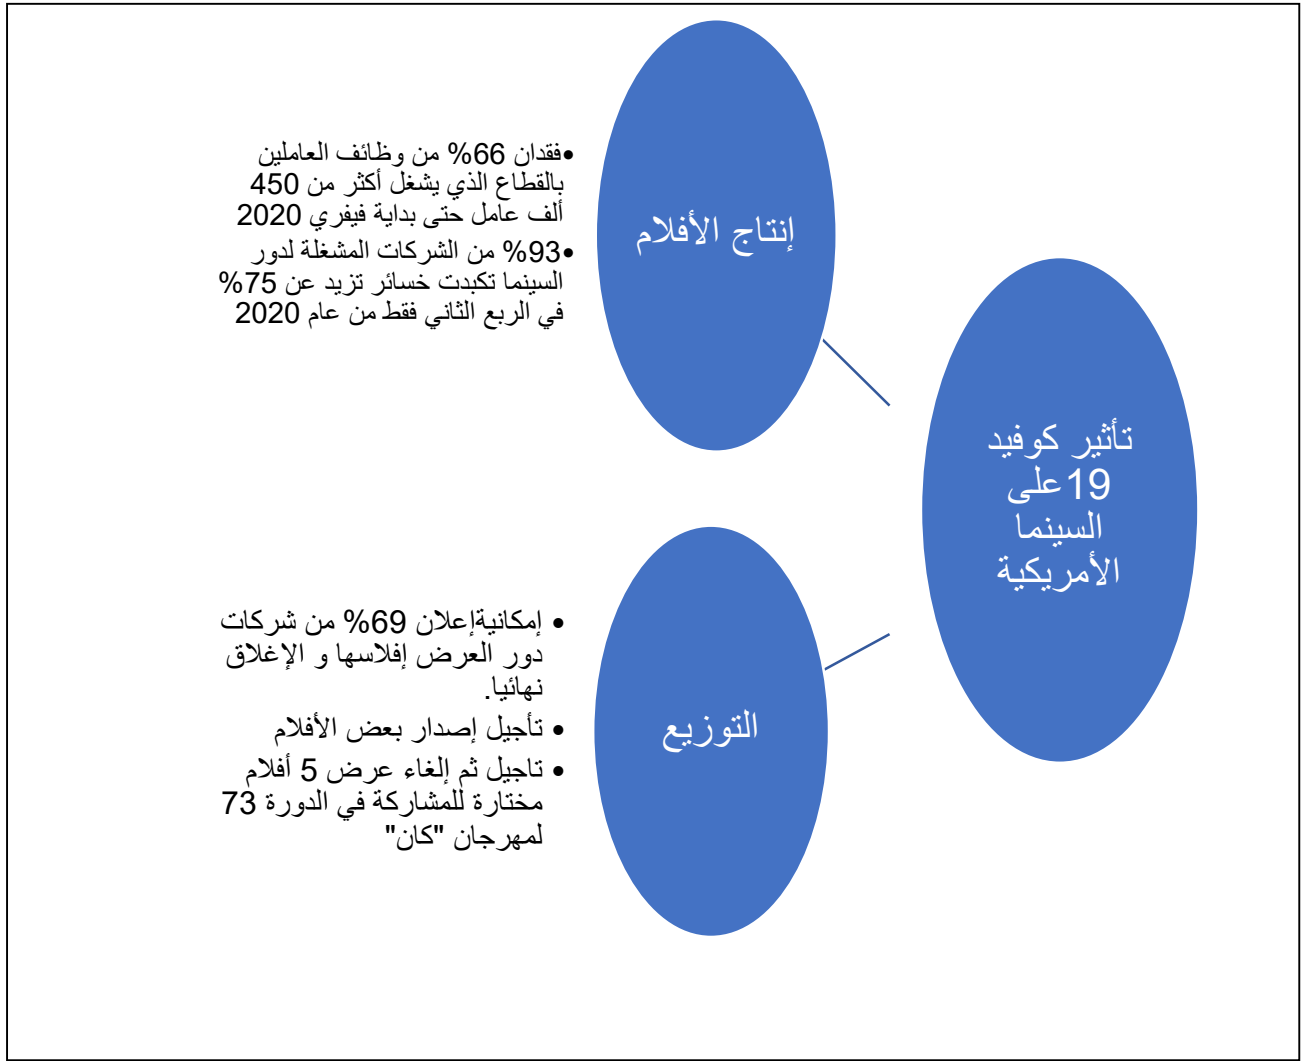 تأثير كوفيد
19على
السينما
الأمريكية
إنتاج الأفلام
•فقدان 66% من وظائف العاملين
بالقطاع الذي يشغل أكثر من 450
ألف عامل حتى بداية فيفري 2020
•93% من الشركات المشغلة لدور
السينما تكبدت خسائر تزيد عن 75%
في الربع الثاني فقط من عام 2020
التوزيع
• إمكانيةإعلان 69% من شركات
دور العرض إفلاسها و الإغلاق
نهائيا.
• تأجيل إصدار بعض الأفلام
• تاجيل ثم إلغاء عرض 5 أفلام
مختارة للمشاركة في الدورة 73
لمهرجان "كان"